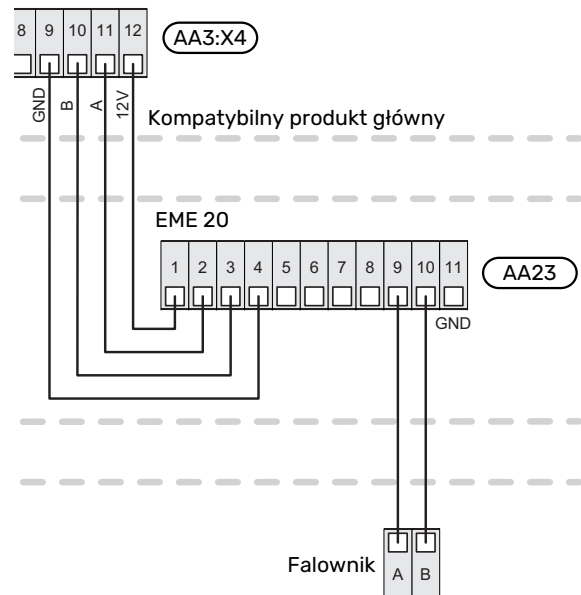 8 9 10 11 12
AA3:X4
GND B A 12V
Kompatybilny produkt główny
EME 20
1 2 3 4 5 6 7 8 9 10 11
AA23
GND
Falownik
A B